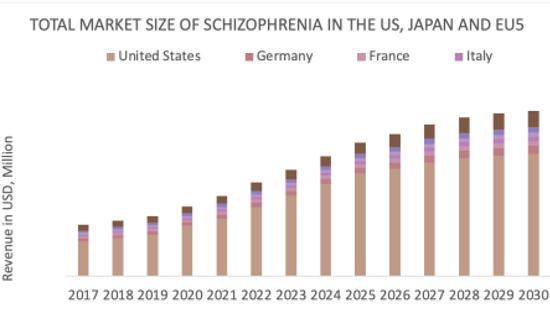 TOTAL MARKET SIZE OF SCHIZOPHRENIA IN THE US, JAPAN AND EU5
United States Germany France Italy
Revenue in USD, Million
2017 2018 2019 2020 2021 2022 2023 2024 2025 2026 2027 2028 2029 2030